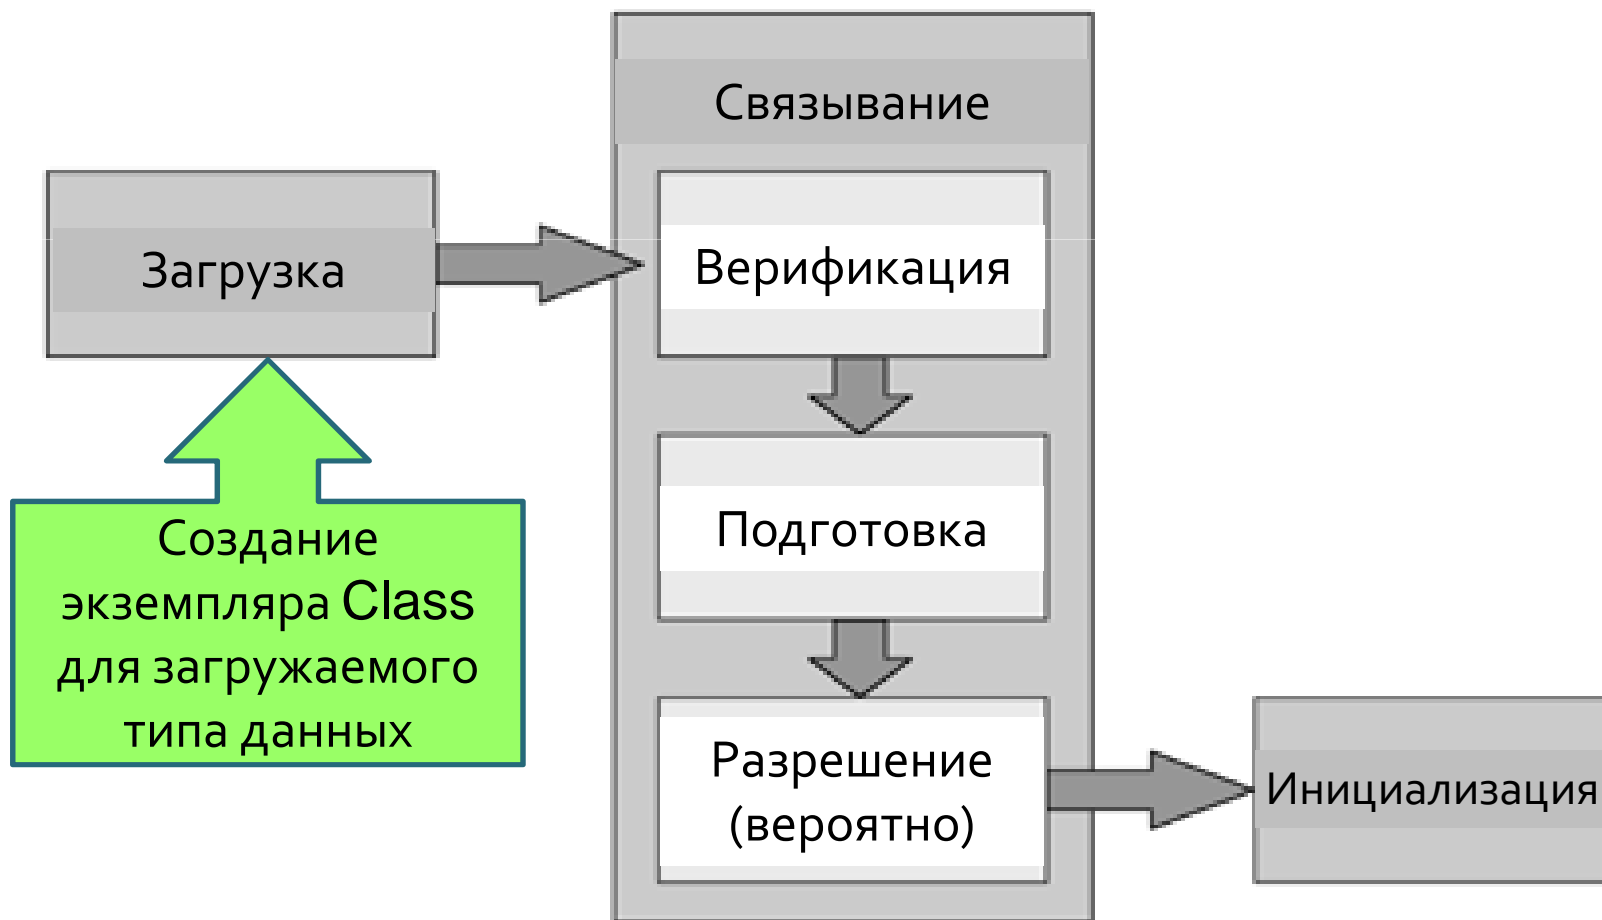 Связывание
Загрузка
Верификация
Создание
экземпляра Class
для загружаемого
типа данных
Подготовка
Разрешение
(вероятно)
Инициализация